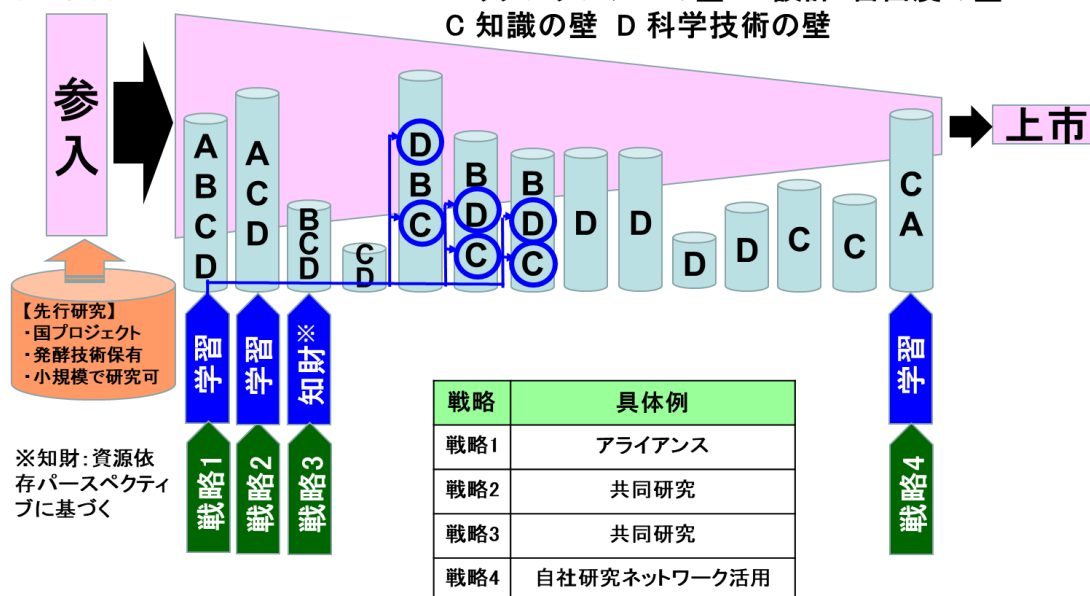 C 知識の壁 D 科学技術の壁
参入
上市
A B C D
A C D
B C D
C D
D B C
B D C
B D C
D
D
D
D
C
C
C A
【先行研究】
・国プロジェクト
・発酵技術保有
・小規模で研究可
学習
学習
知財※
学習
戦略1
戦略2
戦略3
戦略4
※知財:資源依
存パースペクティ
ブに基づく
戦略 具体例
戦略1 アライアンス
戦略2 共同研究
戦略3 共同研究
戦略4 自社研究ネットワーク活用